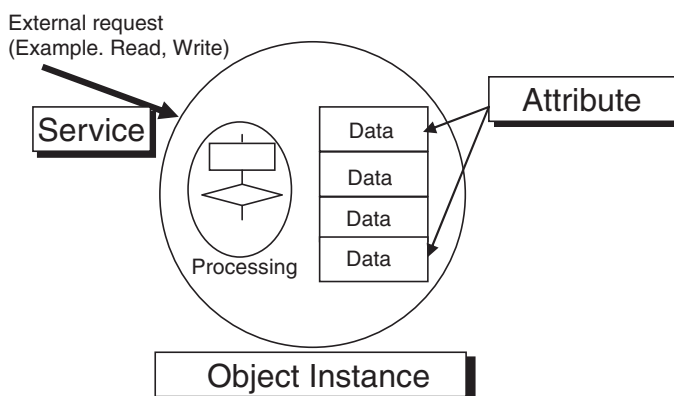 External request
(Example. Read, Write)
Service
Attribute
Data
Data
Data
Data
Processing
Object Instance